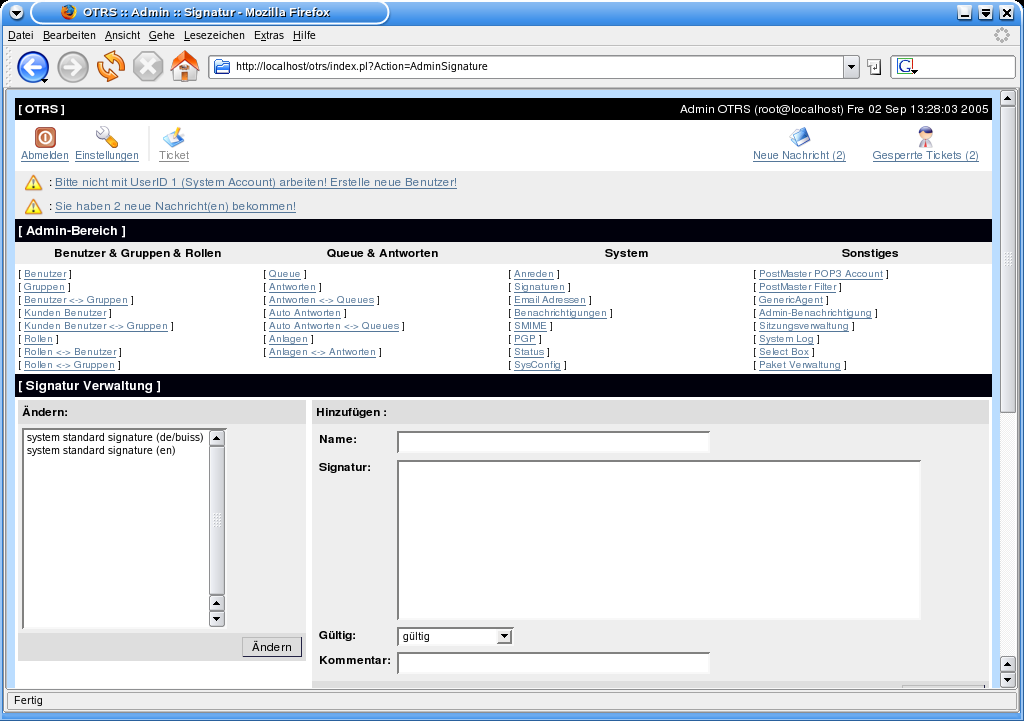 OTRS :: Admin :: Signatur - Mozilla Firefox
Datei Bearbeiten Ansicht Gehe Lesezeichen Extras Hilfe
http://localhost/otrs/index.pl?Action=AdminSignature
[ OTRS ] Admin OTRS (root@localhost) Fre 02 Sep 13:28:03 2005
Abmelden Einstellungen Ticket Neue Nachricht (2) Gesperrte Tickets (2)
: Bitte nicht mit UserID 1 (System Account) arbeiten! Erstelle neue Benutzer!
: Sie haben 2 neue Nachricht(en) bekommen!
[ Admin-Bereich ]
Benutzer & Gruppen & Rollen Queue & Antworten System Sonstiges
[ Benutzer ] [ Queue ] [ Anreden ] [ PostMaster POP3 Account ]
[ Gruppen ] [ Antworten ] [ Signaturen ] [ PostMaster Filter ]
[ Benutzer <-> Gruppen ] [ Antworten <-> Queues ] [ Email Adressen ] [ GenericAgent ]
[ Kunden Benutzer ] [ Auto Antworten ] [ Benachrichtigungen ] [ Admin-Benachrichtigung ]
[ Kunden Benutzer <-> Gruppen ] [ Auto Antworten <-> Queues ] [ SMIME ] [ Sitzungsverwaltung ]
[ Rollen ] [ Anlagen ] [ PGP ] [ System Log ]
[ Rollen <-> Benutzer ] [ Anlagen <-> Antworten ] [ Status ] [ Select Box ]
[ Rollen <-> Gruppen ] [ SysConfig ] [ Paket Verwaltung ]
[ Signatur Verwaltung ]
Ändern: Hinzufügen :
system standard signature (de/buiss)
system standard signature (en)
Name:
Signatur:
Gültig: gültig
Ändern
Kommentar:
Fertig